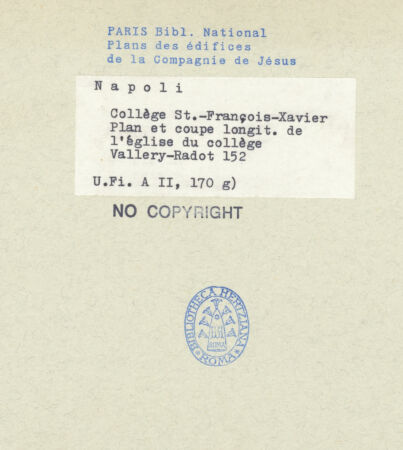 PARIS Bibl. National
Plans des édifices
de la Compagnie de Jésus
Napoli
Collège St.-François-Xavier
Plan et coupe longit. de
l'église du collège
Vallery-Radot 152
U.Fi. A II, 170 g)
NO COPYRIGHT
BIBLIOTHECA HERTZIANA
ROMA